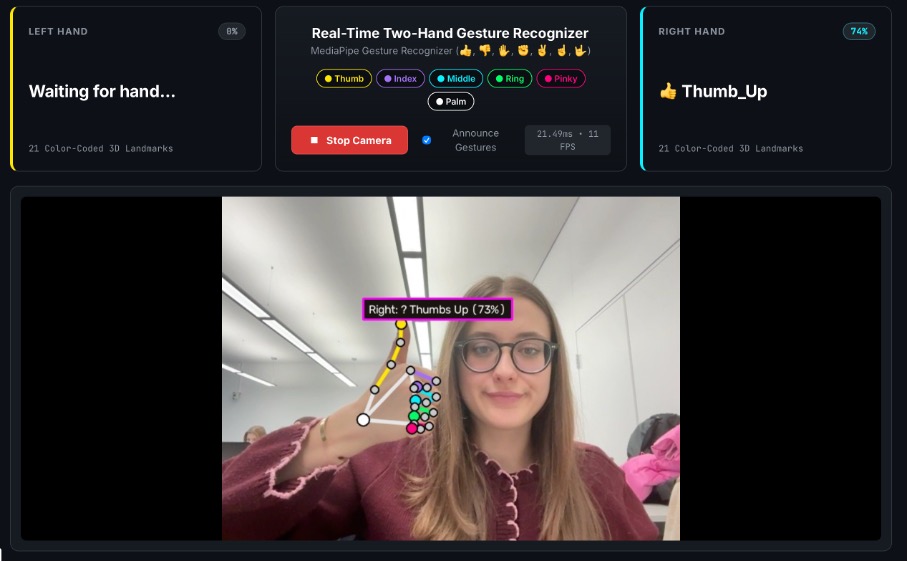 LEFT HAND
0%
Waiting for hand...
21 Color-Coded 3D Landmarks
Real-Time Two-Hand Gesture Recognizer
MediaPipe Gesture Recognizer (👍, 👎, ✋, ✊, ✌️, ☝️, 🤟)
Thumb
Index
Middle
Ring
Pinky
Palm
Stop Camera
Announce
Gestures
21.49ms • 11
FPS
RIGHT HAND
74%
👍 Thumb_Up
21 Color-Coded 3D Landmarks
Right: ? Thumbs Up (73%)